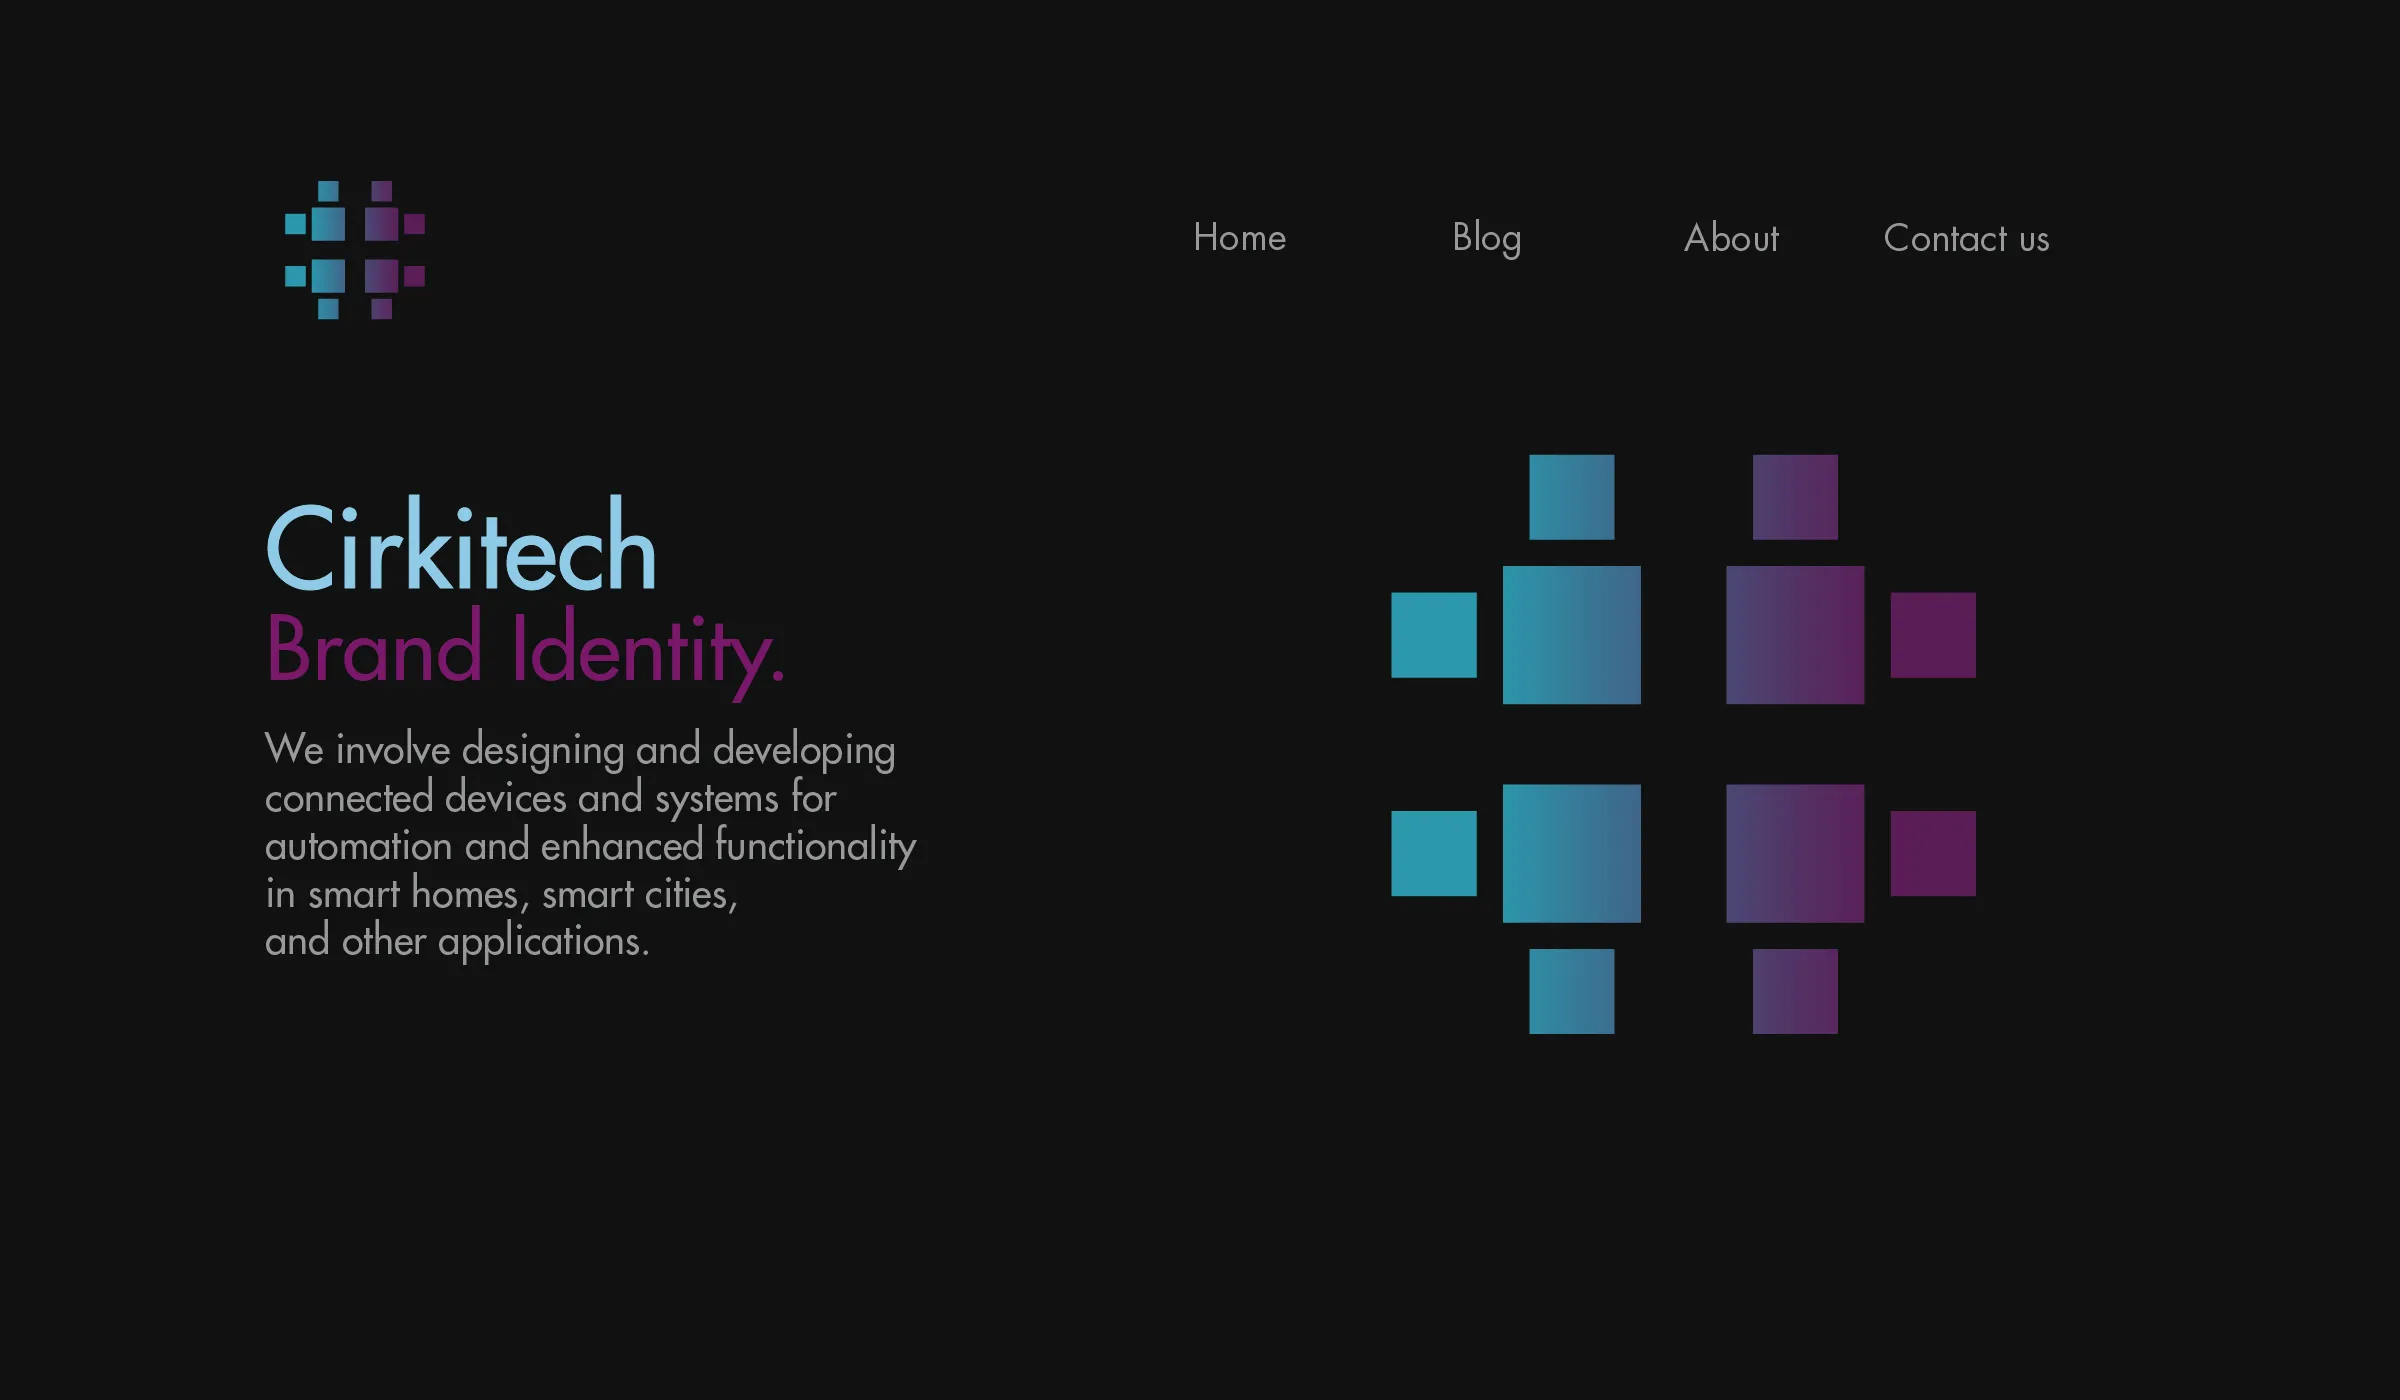 Home Blog About Contact us
Cirkitech
Brand Identity.
We involve designing and developing
connected devices and systems for
automation and enhanced functionality
in smart homes, smart cities,
and other applications.